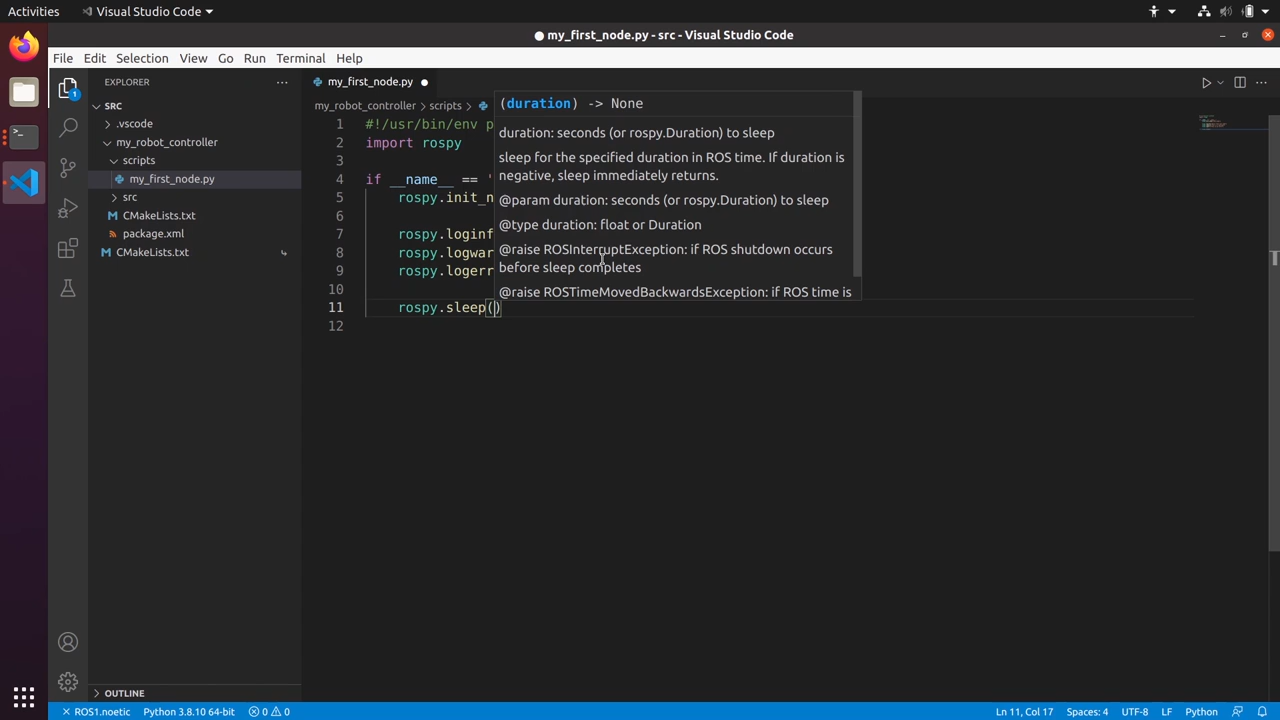 Activities
Visual Studio Code
my_first_node.py - src - Visual Studio Code
File Edit Selection View Go Run Terminal Help
EXPLORER
SRC
.vscode
my_robot_controller
scripts
my_first_node.py
src
CMakeLists.txt
package.xml
CMakeLists.txt
OUTLINE
1
my_first_node.py
my_robot_controller > scripts >
1 #!/usr/bin/env p
2 import rospy
3
4 if __name__ == '
5 rospy.init_n
6
7 rospy.loginf
8 rospy.logwar
9 rospy.logerr
10
11 rospy.sleep()
12
(duration) -> None
duration: seconds (or rospy.Duration) to sleep
sleep for the specified duration in ROS time. If duration is
negative, sleep immediately returns.
@param duration: seconds (or rospy.Duration) to sleep
@type duration: float or Duration
@raise ROSInterruptException: if ROS shutdown occurs
before sleep completes
@raise ROSTimeMovedBackwardsException: if ROS time is
ROS1.noetic Python 3.8.10 64-bit 0 0 Ln 11, Col 17 Spaces: 4 UTF-8 LF Python